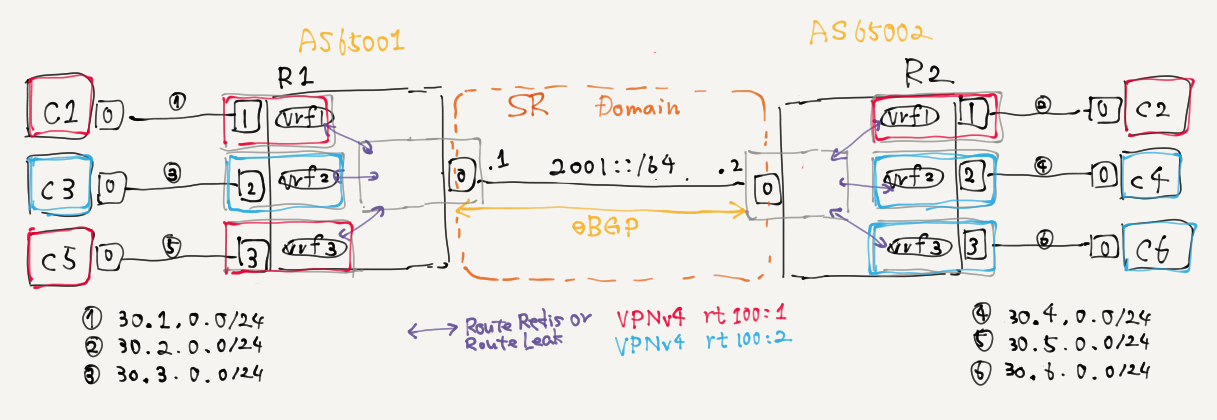 AS65001
AS65002
R1
R2
SR Domain
C1
0
①
1
vrf1
vrf1
1
②
0
C2
C3
0
③
2
vrf2
0
.1
2001::/64
.2
0
vrf2
2
④
0
C4
eBGP
C5
0
⑤
3
vrf3
vrf3
3
⑥
0
C6
① 30.1.0.0/24
② 30.2.0.0/24
③ 30.3.0.0/24
Route Redis or
Route Leak
VPNv4 rt 100:1
VPNv4 rt 100:2
④ 30.4.0.0/24
⑤ 30.5.0.0/24
⑥ 30.6.0.0/24